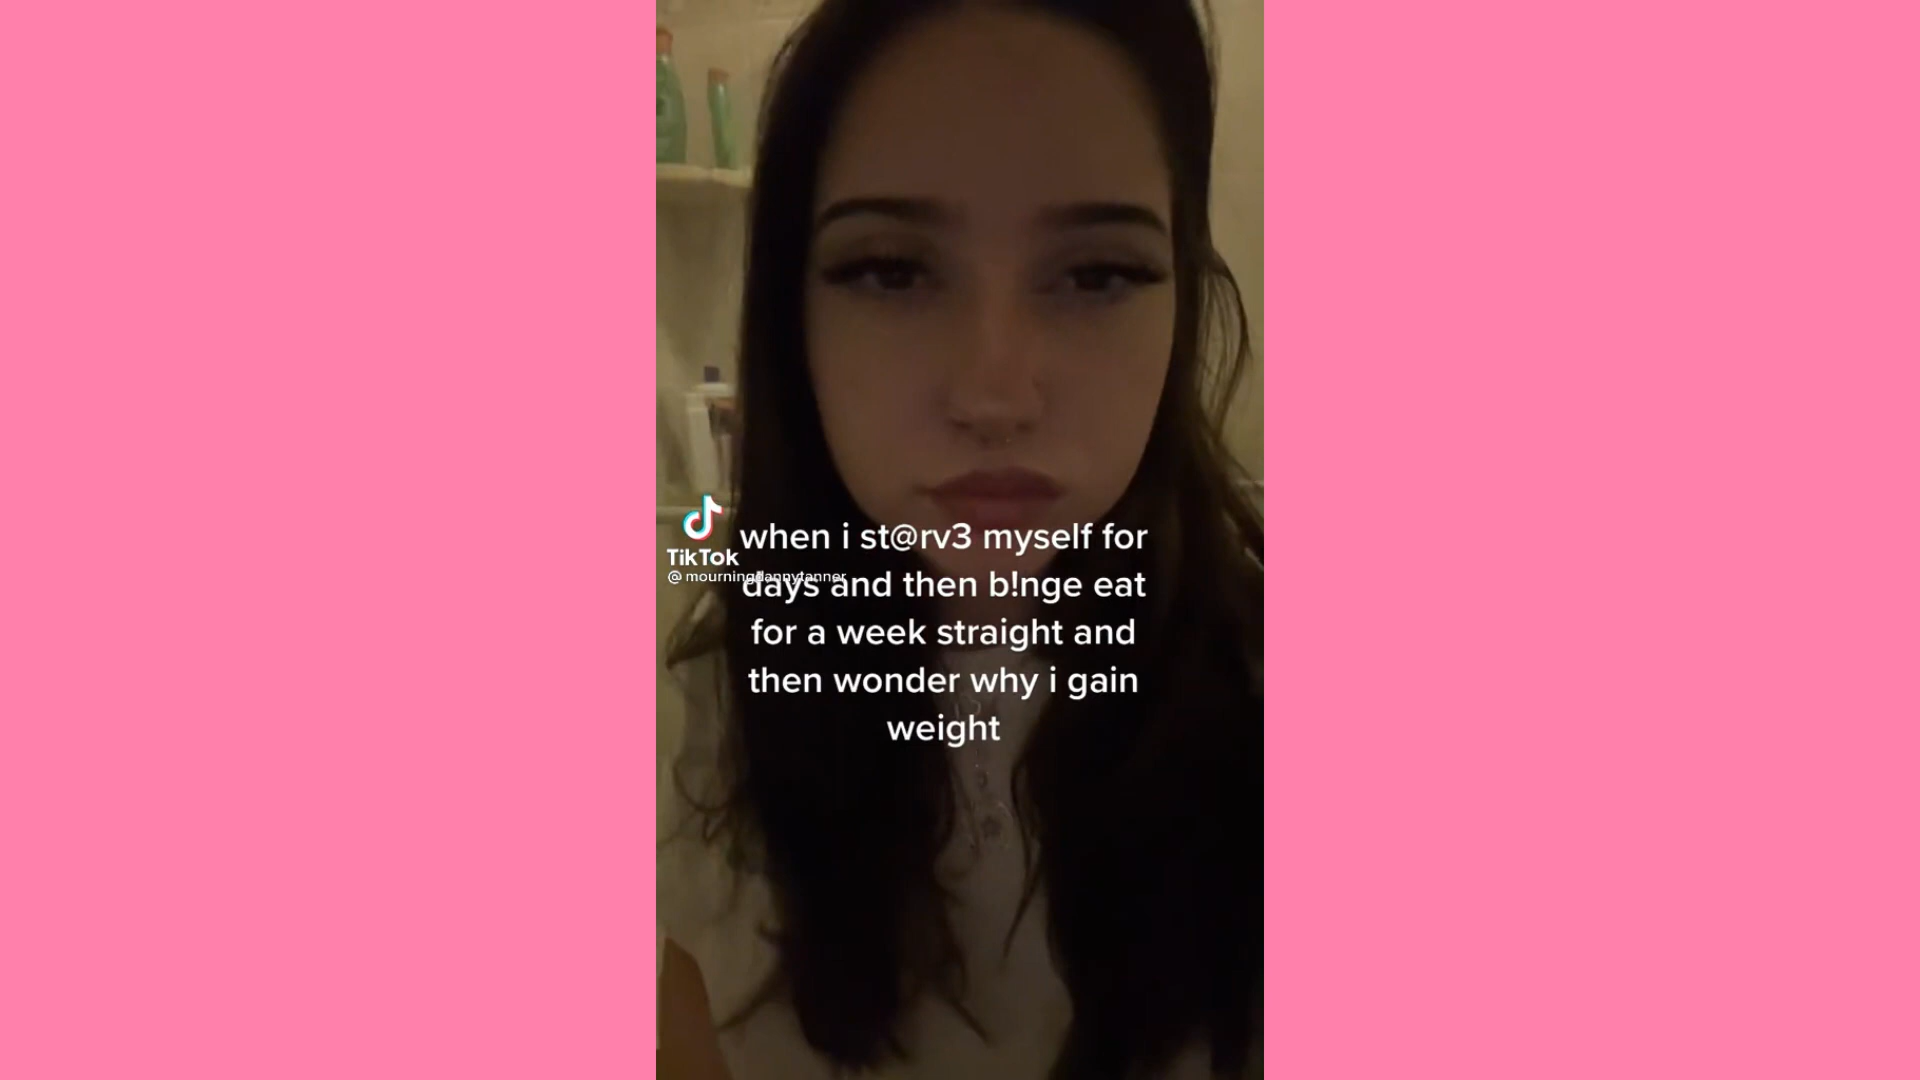 when i st@rv3 myself for
TikTok
@mourningdannytanner
days and then b!nge eat
for a week straight and
then wonder why i gain
weight